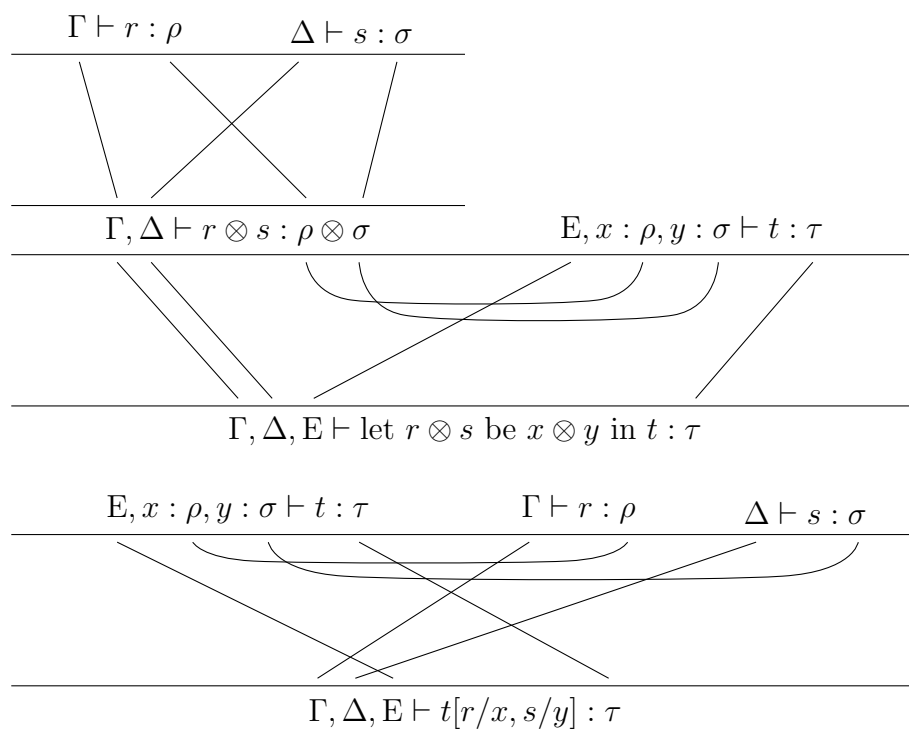 Γ ⊢ r : ρ Δ ⊢ s : σ
Γ, Δ ⊢ r ⊗ s : ρ ⊗ σ E, x : ρ, y : σ ⊢ t : τ
Γ, Δ, E ⊢ let r ⊗ s be x ⊗ y in t : τ
E, x : ρ, y : σ ⊢ t : τ Γ ⊢ r : ρ Δ ⊢ s : σ
Γ, Δ, E ⊢ t[r/x, s/y] : τ